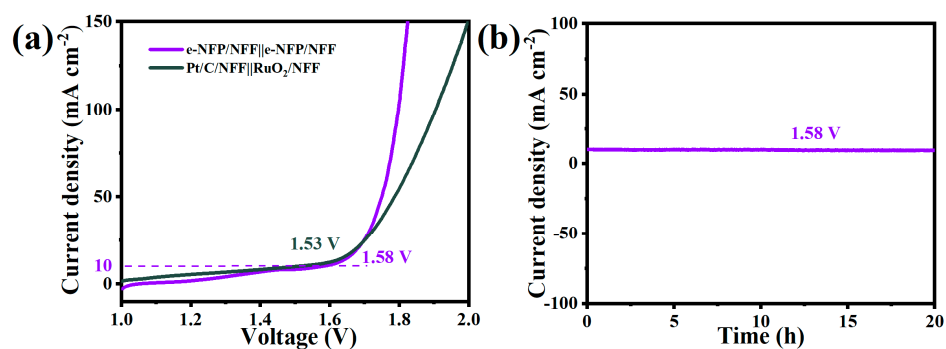 (a)
Current density (mA cm⁻²)
150
100
50
10
0
e-NFP/NFF||e-NFP/NFF
Pt/C/NFF||RuO₂/NFF
1.53 V
1.58 V
1.0 1.2 1.4 1.6 1.8 2.0
Voltage (V)
(b)
Current density (mA cm⁻²)
100
50
0
-50
-100
1.58 V
0 5 10 15 20
Time (h)